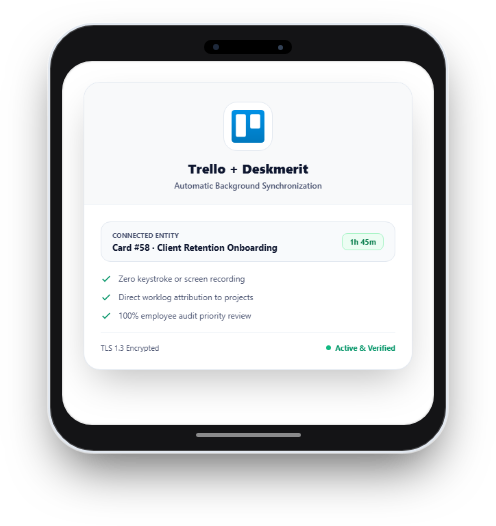 Trello + Deskmerit
Automatic Background Synchronization
CONNECTED ENTITY
Card #58 · Client Retention Onboarding
1h 45m
Zero keystroke or screen recording
Direct worklog attribution to projects
100% employee audit priority review
TLS 1.3 Encrypted
Active & Verified